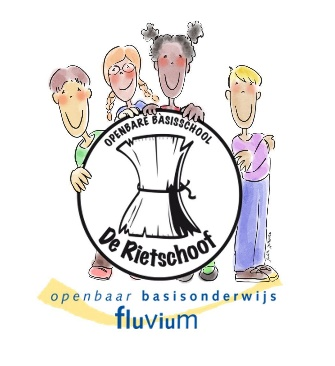 OPENBARE BASISSCHOOL
De Rietschoof
openbaar basisonderwijs
fluvium